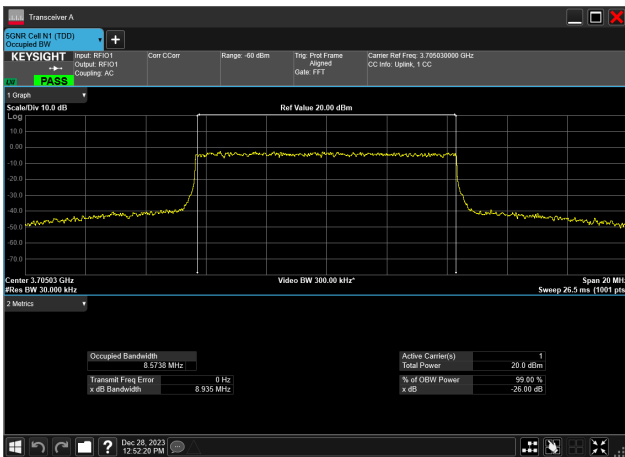 Transceiver A
5GNR Cell N1 (TDD)
Occupied BW
KEYSIGHT
PASS
Input: RFIO1
Output: RFIO1
Coupling: AC
Corr CCorr
Range: -60 dBm
Trig: Prot Frame
Aligned
Gate: FFT
Carrier Ref Freq: 3.705030000 GHz
CC Info: Uplink, 1 CC
1 Graph
Scale/Div 10.0 dB
Ref Value 20.00 dBm
Log
10.0
0.00
-10.0
-20.0
-30.0
-40.0
-50.0
-60.0
-70.0
Center 3.70503 GHz
Video BW 300.00 kHz*
Span 20 MHz
#Res BW 30.000 kHz
Sweep 26.5 ms (1001 pts
2 Metrics
Occupied Bandwidth
8.5738 MHz
Transmit Freq Error 0 Hz
x dB Bandwidth 8.935 MHz
Active Carrier(s) 1
Total Power 20.0 dBm
% of OBW Power 99.00 %
x dB -26.00 dB
Dec 28, 2023
12:52:20 PM